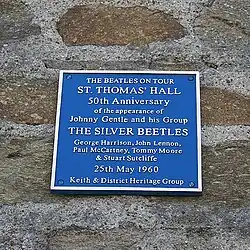 THE BEATLES ON TOUR
ST. THOMAS' HALL
50th Anniversary
of the appearance of
Johnny Gentle and his Group
THE SILVER BEETLES
George Harrison, John Lennon,
Paul McCartney, Tommy Moore
& Stuart Sutcliffe
25th May 1960
Keith & District Heritage Group